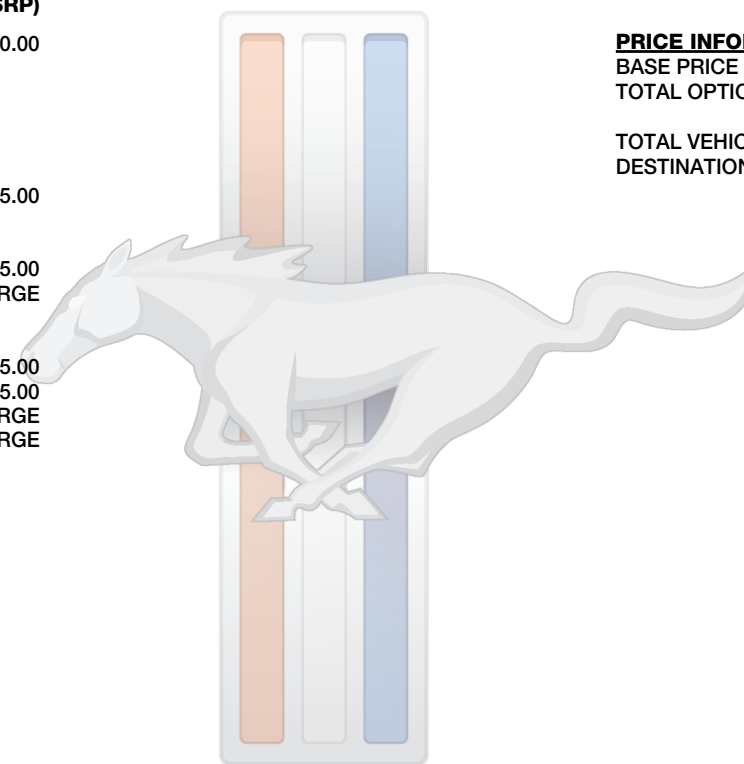 SRP)
0.00
5.00
5.00
RGE
5.00
5.00
RGE
RGE
PRICE INFO
BASE PRICE
TOTAL OPTIO
TOTAL VEHIC
DESTINATION